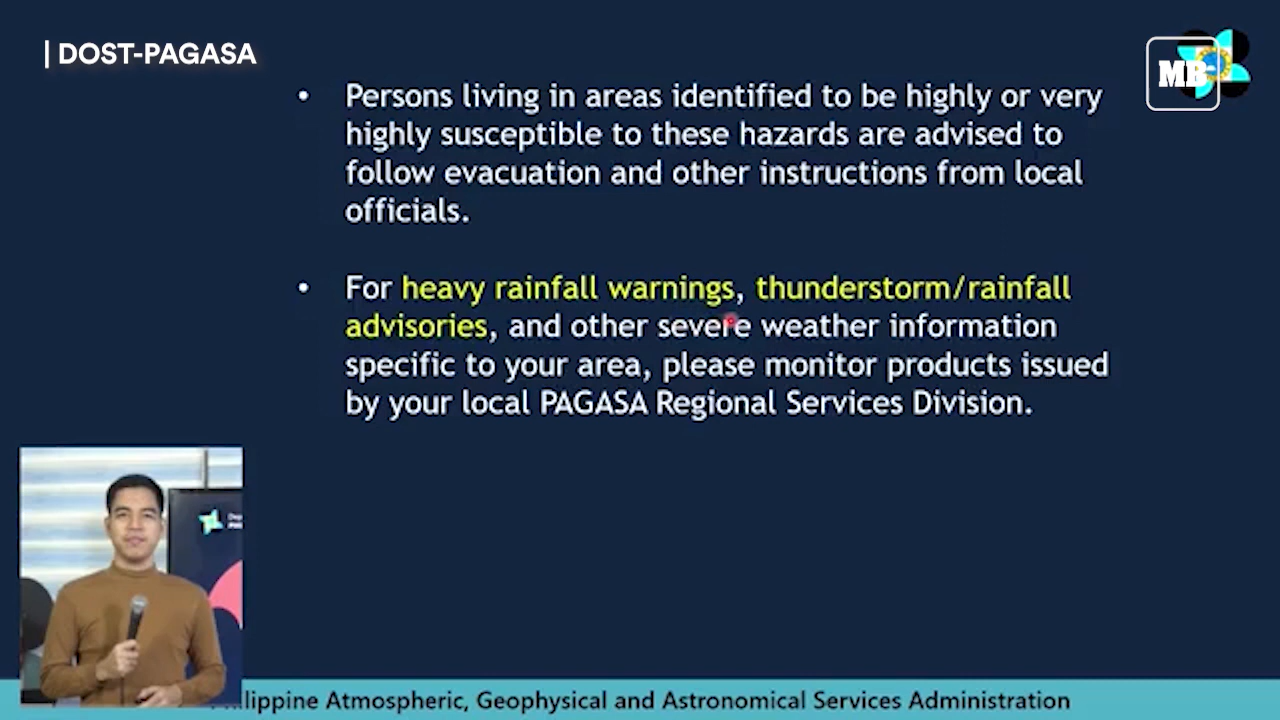 | DOST-PAGASA
MB
• Persons living in areas identified to be highly or very
highly susceptible to these hazards are advised to
follow evacuation and other instructions from local
officials.
• For heavy rainfall warnings, thunderstorm/rainfall
advisories, and other severe weather information
specific to your area, please monitor products issued
by your local PAGASA Regional Services Division.
Atmospheric, Geophysical and Astronomical Services Administration